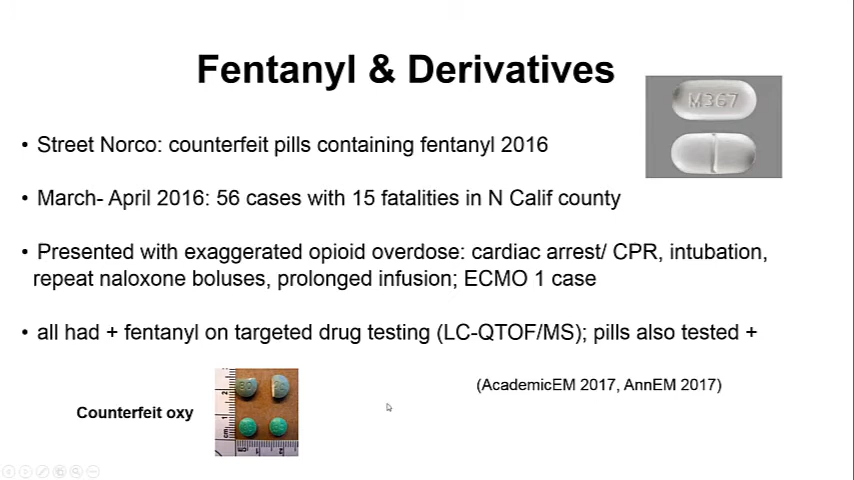 Fentanyl & Derivatives
M367
• Street Norco: counterfeit pills containing fentanyl 2016
• March- April 2016: 56 cases with 15 fatalities in N Calif county
• Presented with exaggerated opioid overdose: cardiac arrest/ CPR, intubation,
repeat naloxone boluses, prolonged infusion; ECMO 1 case
• all had + fentanyl on targeted drug testing (LC-QTOF/MS); pills also tested +
(AcademicEM 2017, AnnEM 2017)
Counterfeit oxy
cm